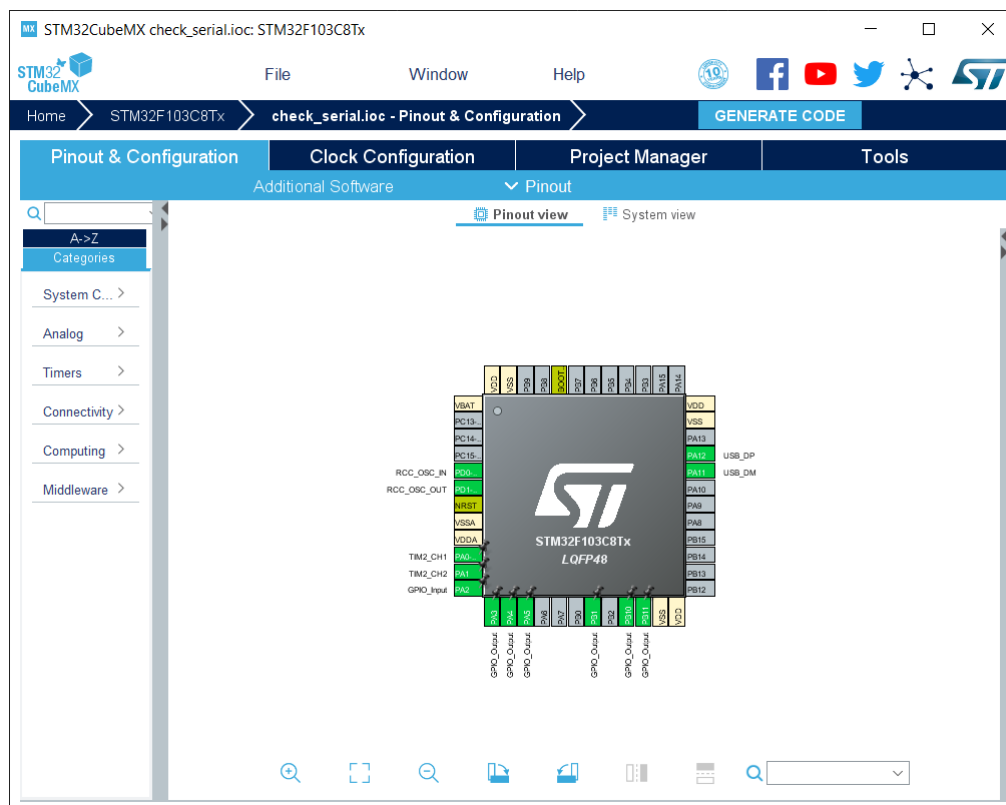 MX STM32CubeMX check_serial.ioc: STM32F103C8Tx
STM32 CubeMX
File Window Help
10
ST
Home STM32F103C8Tx check_serial.ioc - Pinout & Configuration GENERATE CODE
Pinout & Configuration Clock Configuration Project Manager Tools
Additional Software Pinout
Pinout view System view
A->Z
Categories
System C...
Analog
Timers
Connectivity
Computing
Middleware
VDD VSS PB9 PB8 BOOT.. PB7 PB6 PB5 PB4 PB3 PA15 PA14
VBAT
PC13-..
PC14-..
PC15-..
RCC_OSC_IN PD0-..
RCC_OSC_OUT PD1-..
NRST
VSSA
VDDA
TIM2_CH1 PA0-..
TIM2_CH2 PA1
GPIO_Input PA2
ST
STM32F103C8Tx
LQFP48
VDD
VSS
PA13
PA12 USB_DP
PA11 USB_DM
PA10
PA9
PA8
PB15
PB14
PB13
PB12
PA3 PA4 PA5 PA6 PA7 PB0 PB1 PB2 PB10 PB11 VSS VDD
GPIO_Output GPIO_Output GPIO_Output GPIO_Output GPIO_Output GPIO_Output